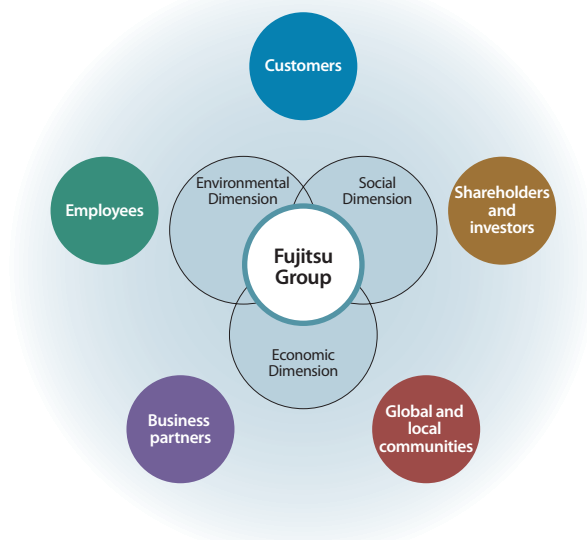 Customers
Environmental
Dimension
Social
Dimension
Employees
Shareholders
and
investors
Fujitsu
Group
Economic
Dimension
Business
partners
Global and
local
communities